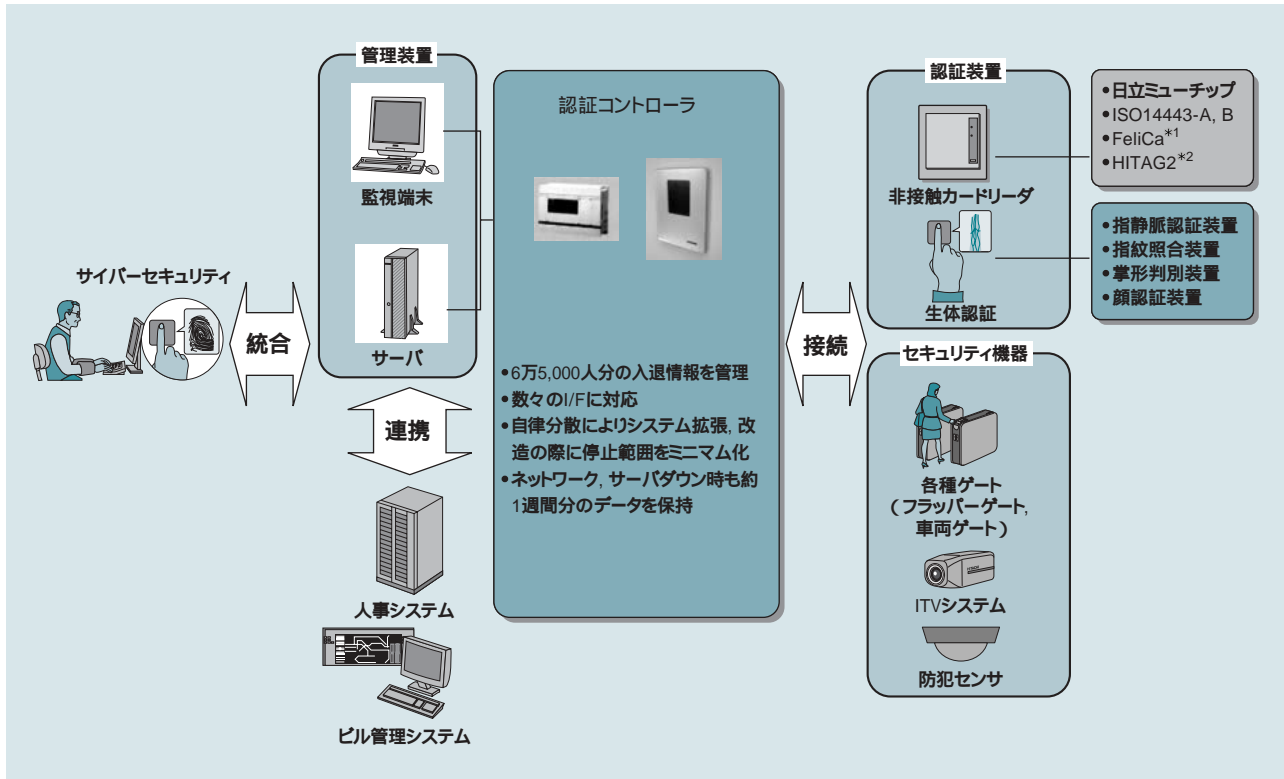 サイバーセキュリティ
統合
管理装置
監視端末
サーバ
連携
人事システム
ビル管理システム
認証コントローラ
•6万5,000人分の入退情報を管理
•数々のI/Fに対応
•自律分散によりシステム拡張, 改
造の際に停止範囲をミニマム化
•ネットワーク, サーバダウン時も約
1週間分のデータを保持
接続
認証装置
非接触カードリーダ
生体認証
•日立ミューチップ
•ISO14443-A, B
•FeliCa*1
•HITAG2*2
•指静脈認証装置
•指紋照合装置
•掌形判別装置
•顔認証装置
セキュリティ機器
各種ゲート
(フラッパーゲート,
車両ゲート)
ITVシステム
防犯センサ